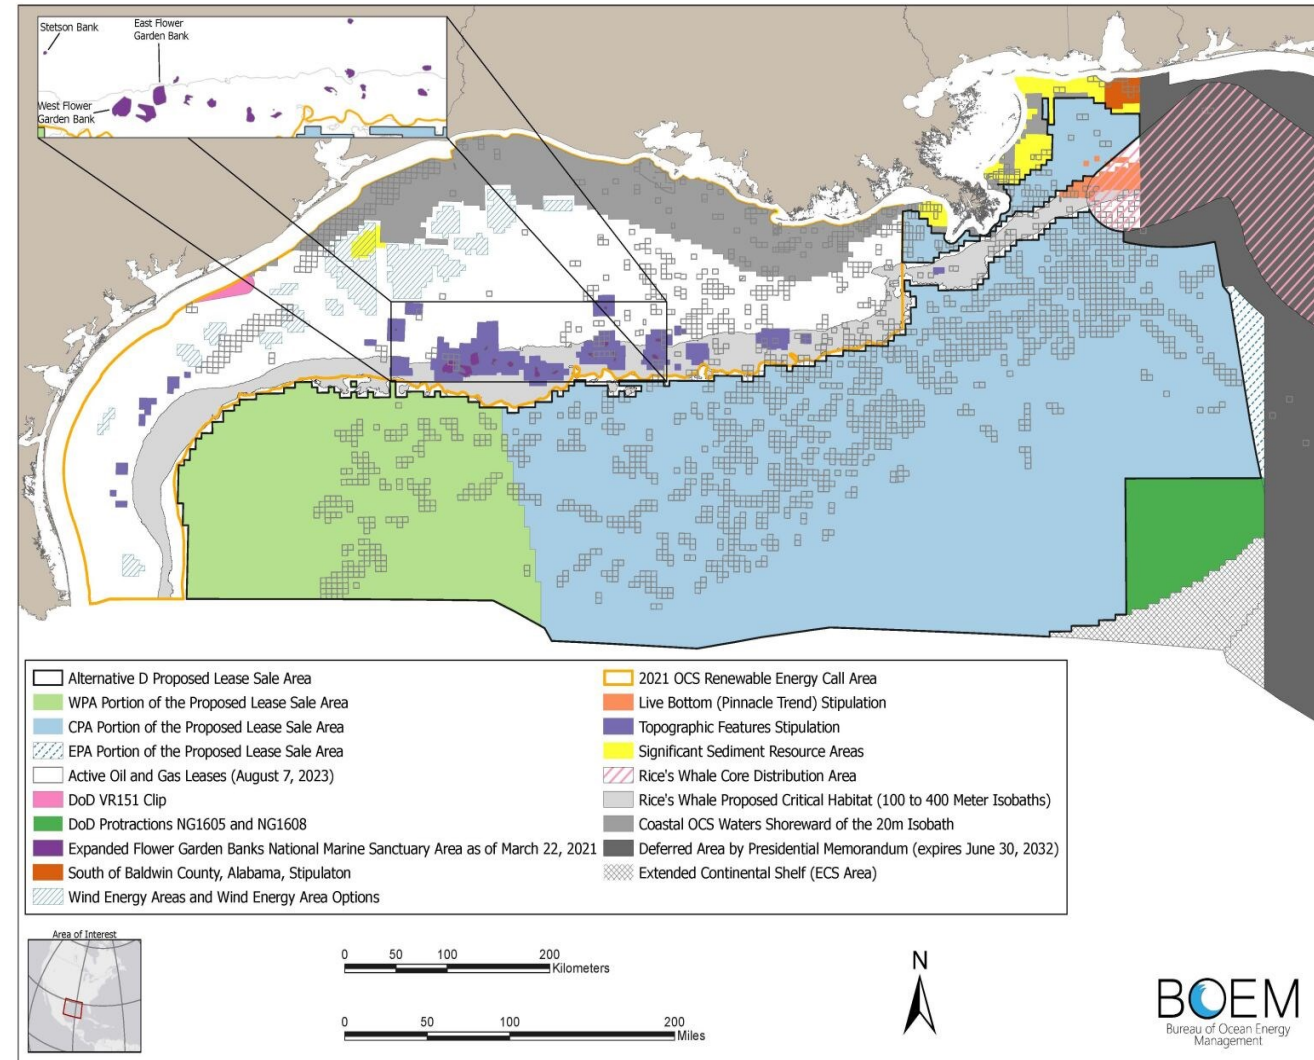 Stetson Bank
East Flower
Garden Bank
West Flower
Garden Bank
Alternative D Proposed Lease Sale Area
WPA Portion of the Proposed Lease Sale Area
CPA Portion of the Proposed Lease Sale Area
EPA Portion of the Proposed Lease Sale Area
Active Oil and Gas Leases (August 7, 2023)
DoD VR151 Clip
DoD Protractions NG1605 and NG1608
Expanded Flower Garden Banks National Marine Sanctuary Area as of March 22, 2021
South of Baldwin County, Alabama, Stipulaton
Wind Energy Areas and Wind Energy Area Options
2021 OCS Renewable Energy Call Area
Live Bottom (Pinnacle Trend) Stipulation
Topographic Features Stipulation
Significant Sediment Resource Areas
Rice's Whale Core Distribution Area
Rice's Whale Proposed Critical Habitat (100 to 400 Meter Isobaths)
Coastal OCS Waters Shoreward of the 20m Isobath
Deferred Area by Presidential Memorandum (expires June 30, 2032)
Extended Continental Shelf (ECS Area)
Area of Interest
0 50 100 200
Kilometers
0 50 100 200
Miles
N
BOEM
Bureau of Ocean Energy
Management